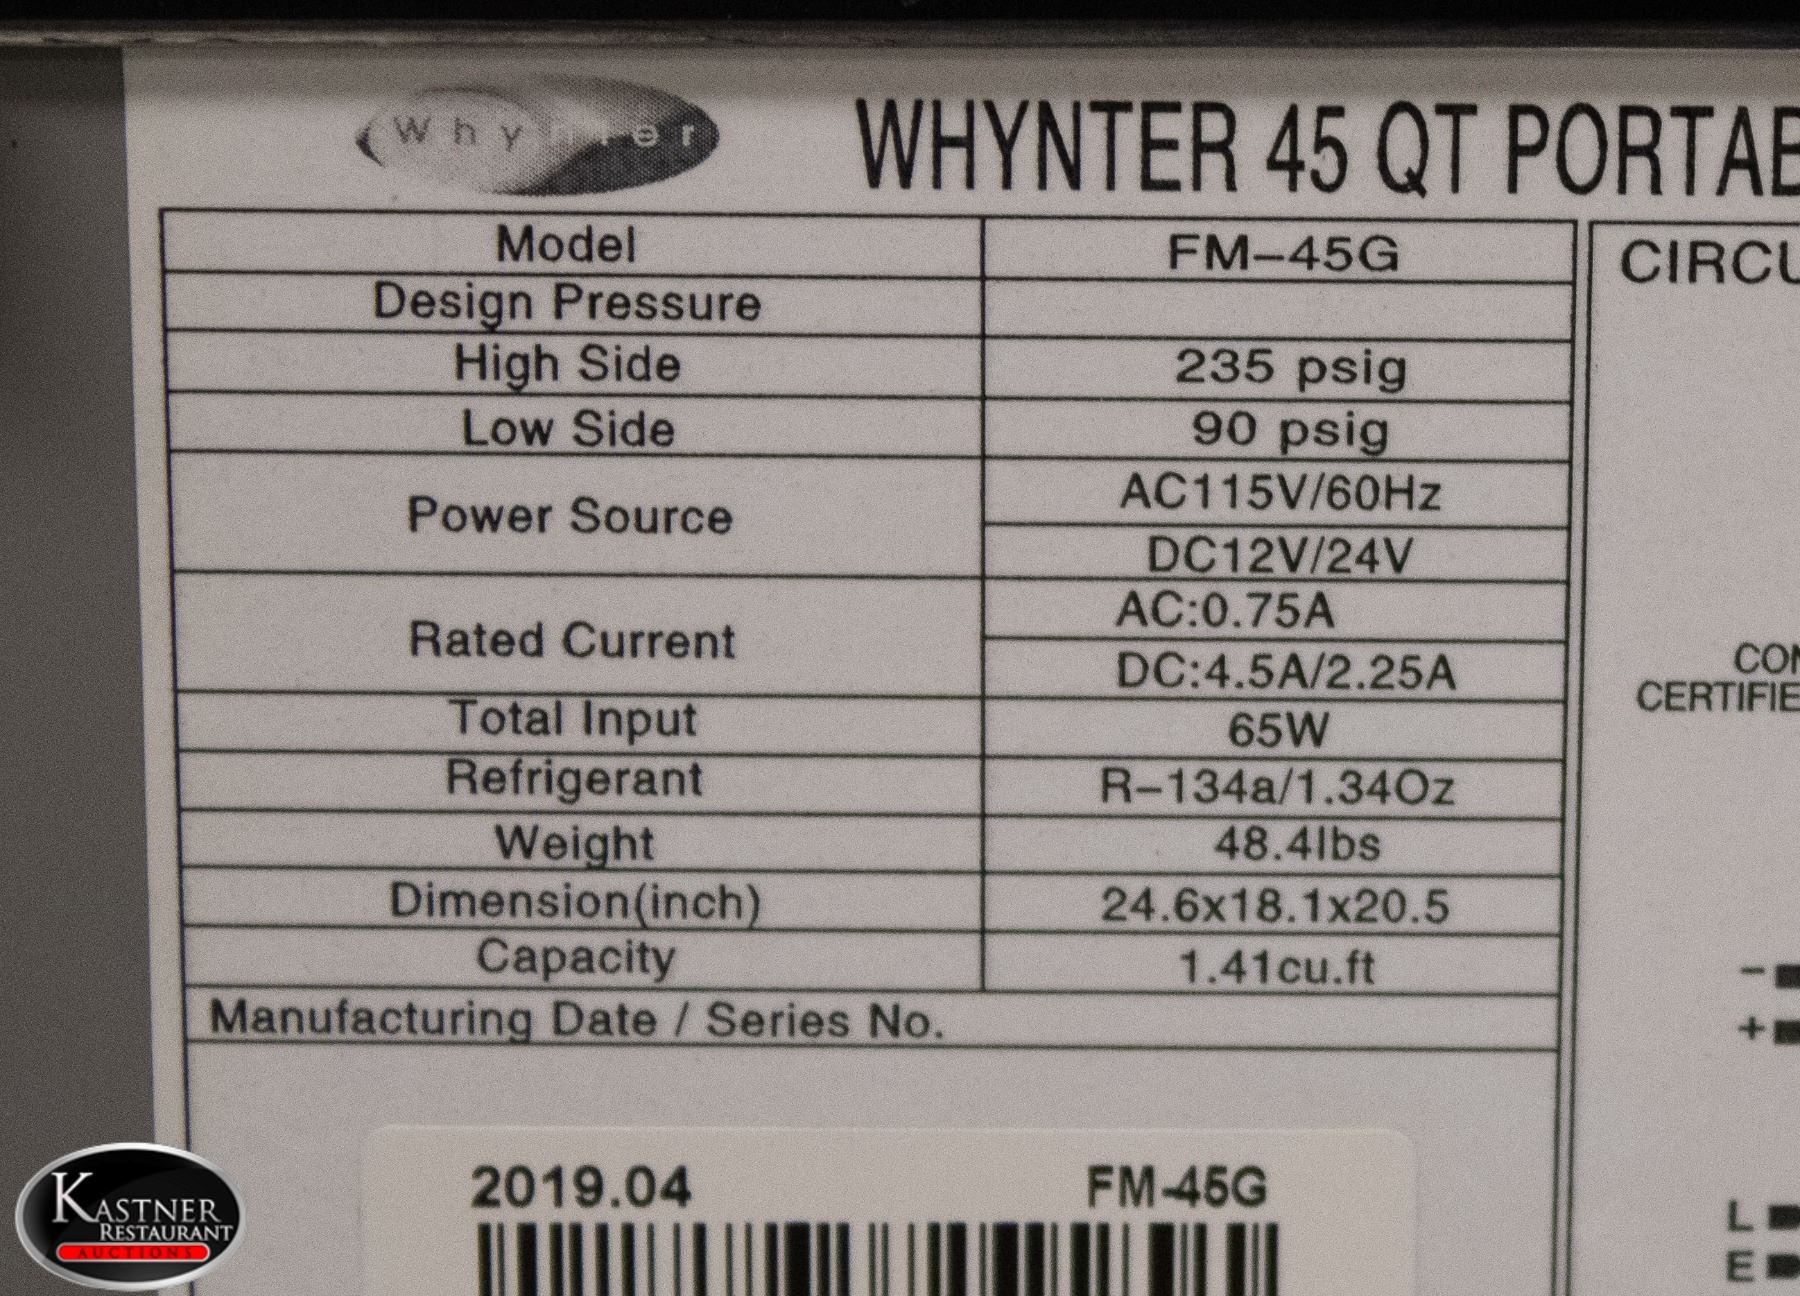 Whynter
WHYNTER 45 QT PORTAB
Model FM-45G
Design Pressure
High Side 235 psig
Low Side 90 psig
Power Source AC115V/60Hz
DC12V/24V
Rated Current AC:0.75A
DC:4.5A/2.25A
Total Input 65W
Refrigerant R-134a/1.34Oz
Weight 48.4lbs
Dimension(inch) 24.6x18.1x20.5
Capacity 1.41cu.ft
Manufacturing Date / Series No.
2019.04 FM-45G
CIRCU
CON
CERTIFIE
-
+
L
E
KASTNER
RESTAURANT
AUCTIONS